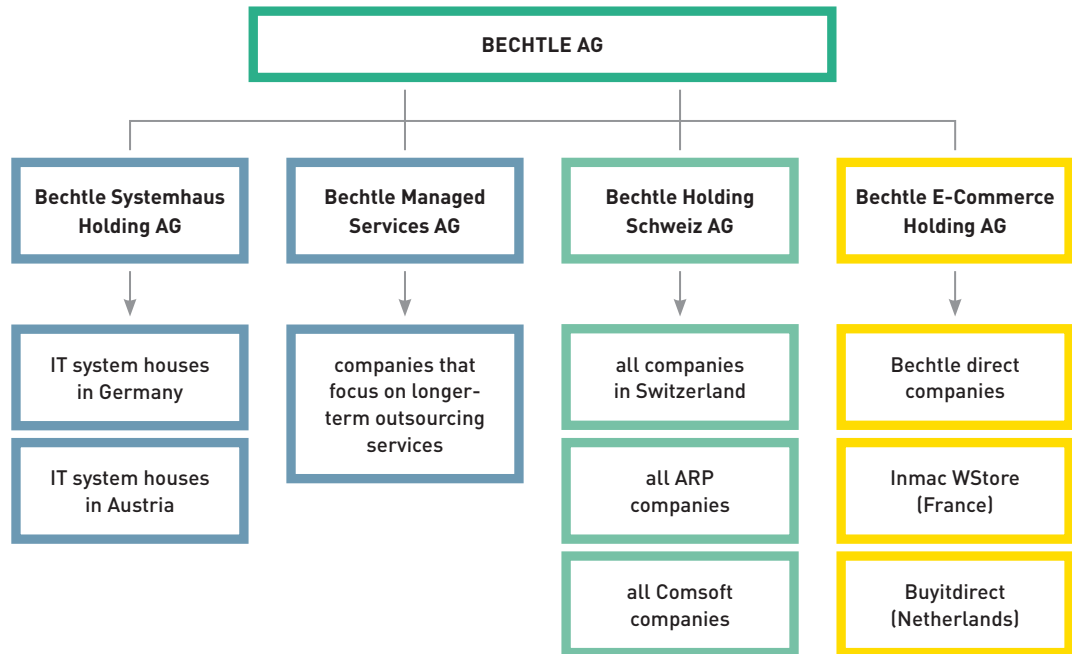 BECHTLE AG
Bechtle Systemhaus
Holding AG
Bechtle Managed
Services AG
Bechtle Holding
Schweiz AG
Bechtle E-Commerce
Holding AG
IT system houses
in Germany
companies that
focus on longer-
term outsourcing
services
all companies
in Switzerland
Bechtle direct
companies
IT system houses
in Austria
all ARP
companies
Inmac WStore
(France)
all Comsoft
companies
Buyitdirect
(Netherlands)